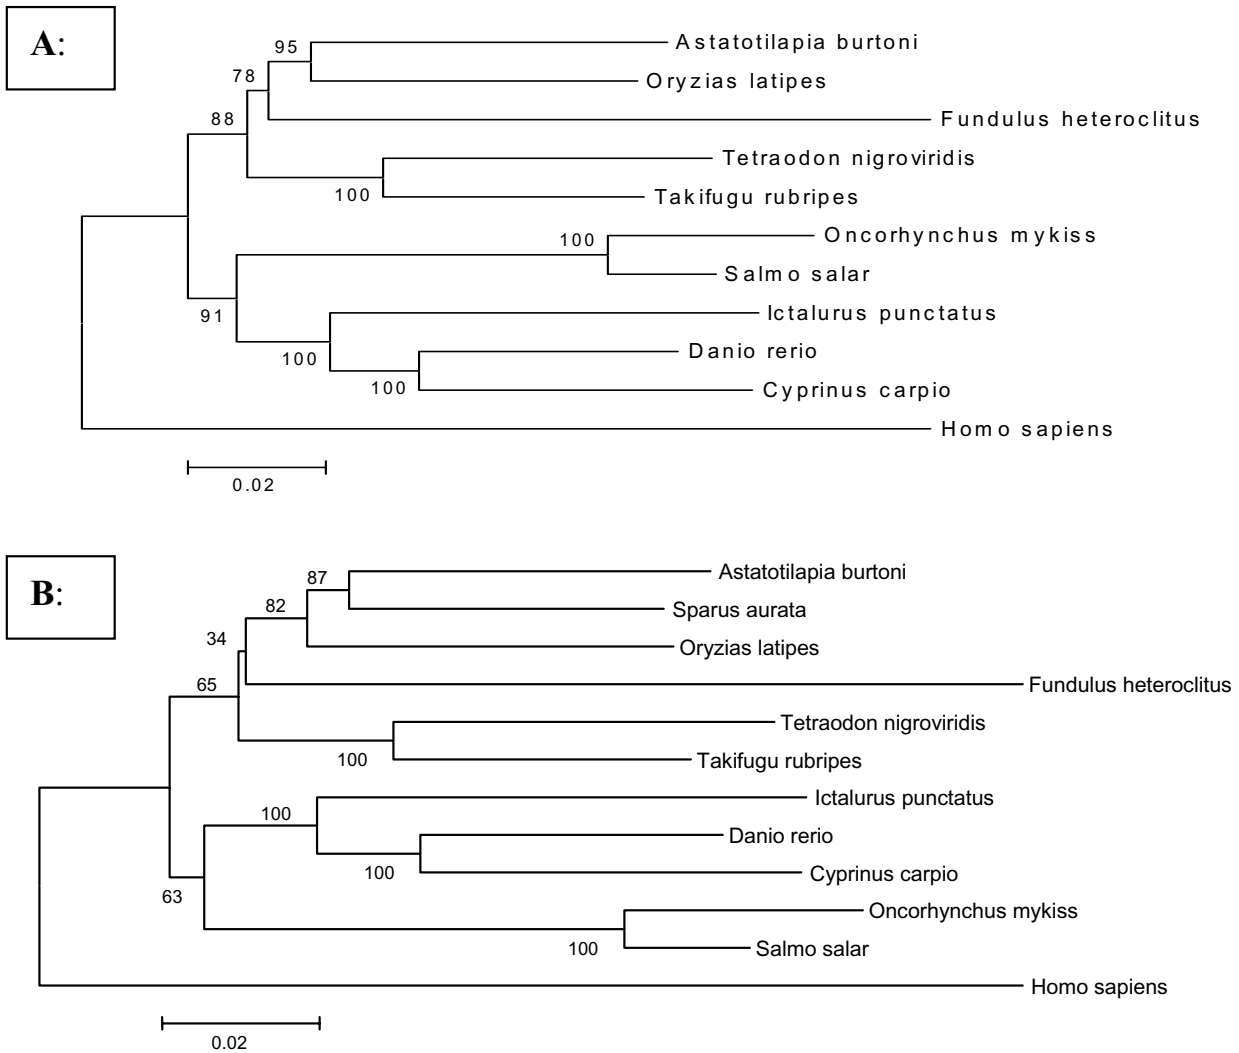 A:
95
Astatotilapia burtoni
78
Oryzias latipes
88
Fundulus heteroclitus
Tetraodon nigroviridis
100
Takifugu rubripes
100
Oncorhynchus mykiss
Salmo salar
91
Ictalurus punctatus
100
Danio rerio
100
Cyprinus carpio
Homo sapiens
0.02
B:
87
Astatotilapia burtoni
82
Sparus aurata
34
Oryzias latipes
65
Fundulus heteroclitus
Tetraodon nigroviridis
100
Takifugu rubripes
100
Ictalurus punctatus
Danio rerio
100
Cyprinus carpio
63
Oncorhynchus mykiss
100
Salmo salar
Homo sapiens
0.02